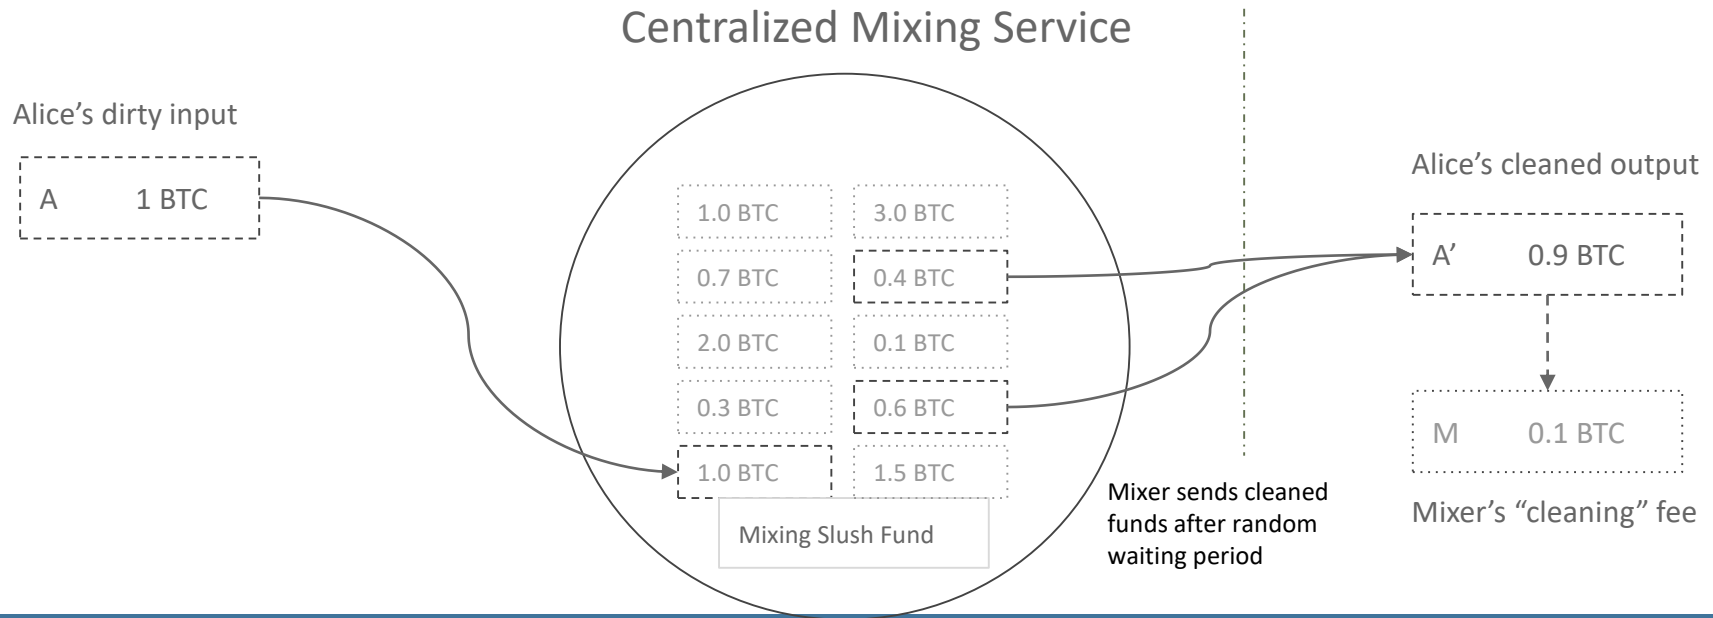 Centralized Mixing Service
Alice’s dirty input
A 1 BTC
1.0 BTC 3.0 BTC
0.7 BTC 0.4 BTC
2.0 BTC 0.1 BTC
0.3 BTC 0.6 BTC
1.0 BTC 1.5 BTC
Mixing Slush Fund
Mixer sends cleaned
funds after random
waiting period
Alice’s cleaned output
A’ 0.9 BTC
M 0.1 BTC
Mixer’s “cleaning” fee